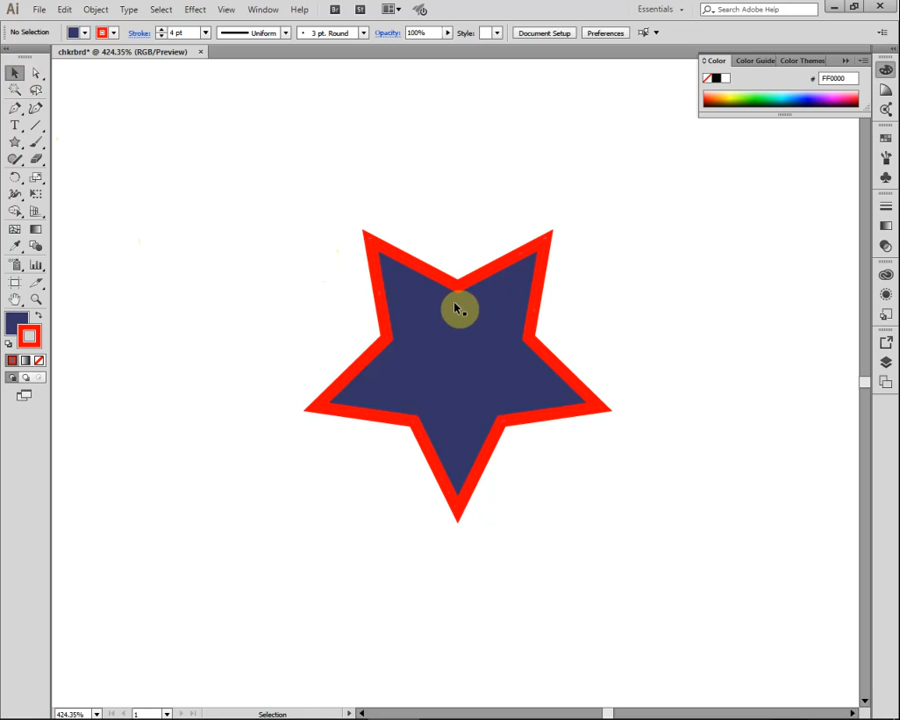 Ai File Edit Object Type Select Effect View Window Help Br St Essentials Search Adobe Help
No Selection Stroke: 4 pt Uniform 3 pt. Round Opacity: 100% Style: Document Setup Preferences
chkrbrd* @ 424.35% (RGB/Preview) ×
Color Color Guide Color Themes
# FF0000
T
424.35% 1 Selection